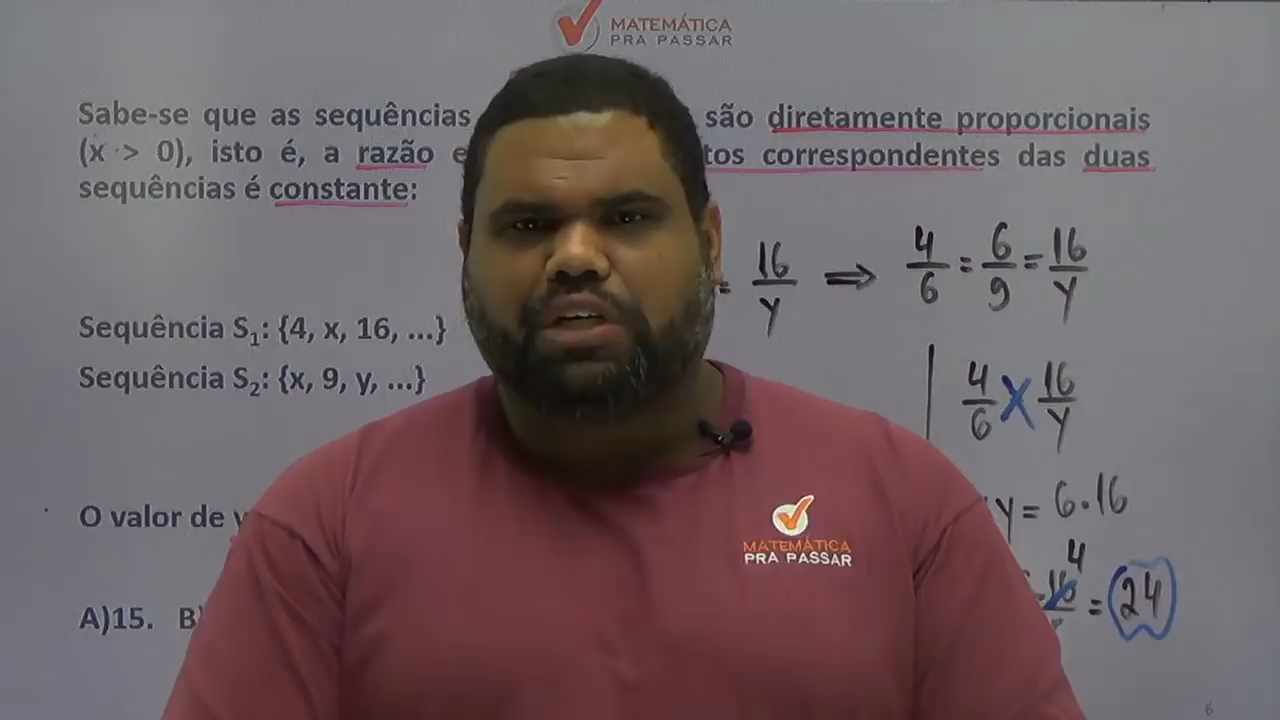 MATEMÁTICA
PRA PASSAR
Sabe-se que as sequências são diretamente proporcionais
(x > 0), isto é, a razão correspondentes das duas
sequências é constante:
= 16/y ⇒ 4/6 = 6/9 = 16/y
Sequência S₁: {4, x, 16, ...}
Sequência S₂: {x, 9, y, ...}
4/6 X 16/y
O valor de
y = 6.16
MATEMÁTICA
PRA PASSAR
4
= 24
A)15. B)
6